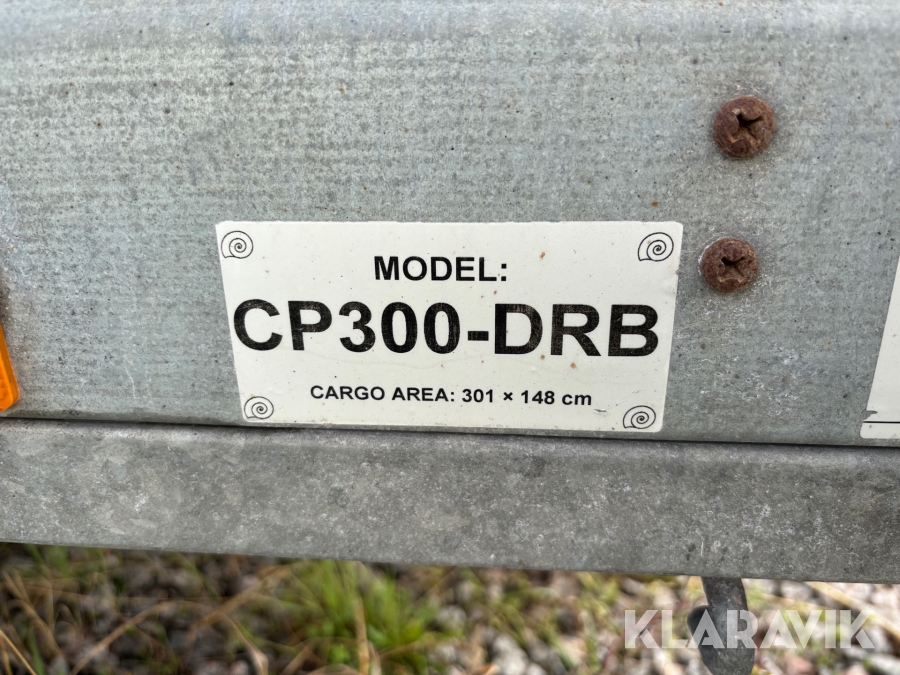 MODEL:
CP300-DRB
CARGO AREA: 301 × 148 cm
KLARAVIK